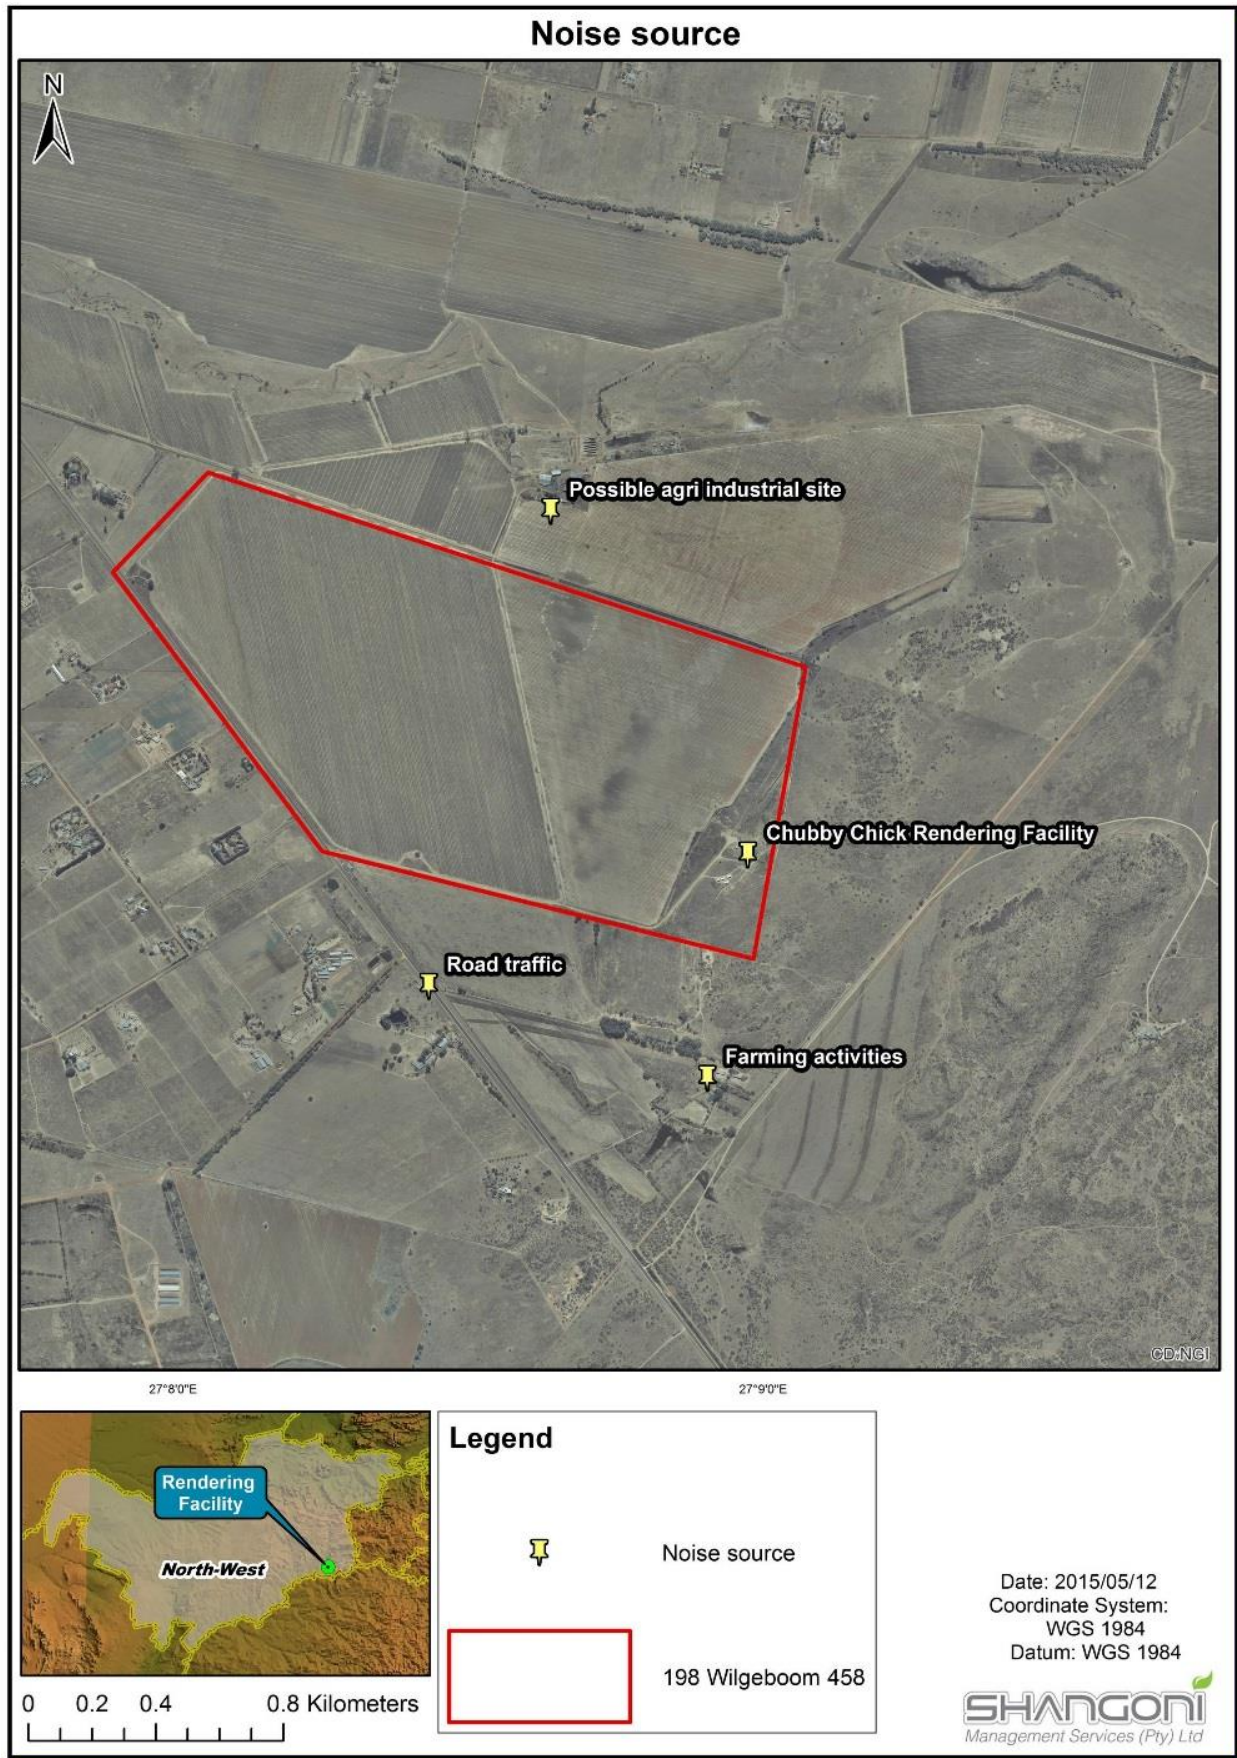 Noise source
N
Possible agri industrial site
Chubby Chick Rendering Facility
Road traffic
Farming activities
CD:NGI
27°8'0"E
27°9'0"E
Rendering
Facility
North-West
0 0.2 0.4 0.8 Kilometers
Legend
Noise source
198 Wilgeboom 458
Date: 2015/05/12
Coordinate System:
WGS 1984
Datum: WGS 1984
SHANGONI
Management Services (Pty) Ltd